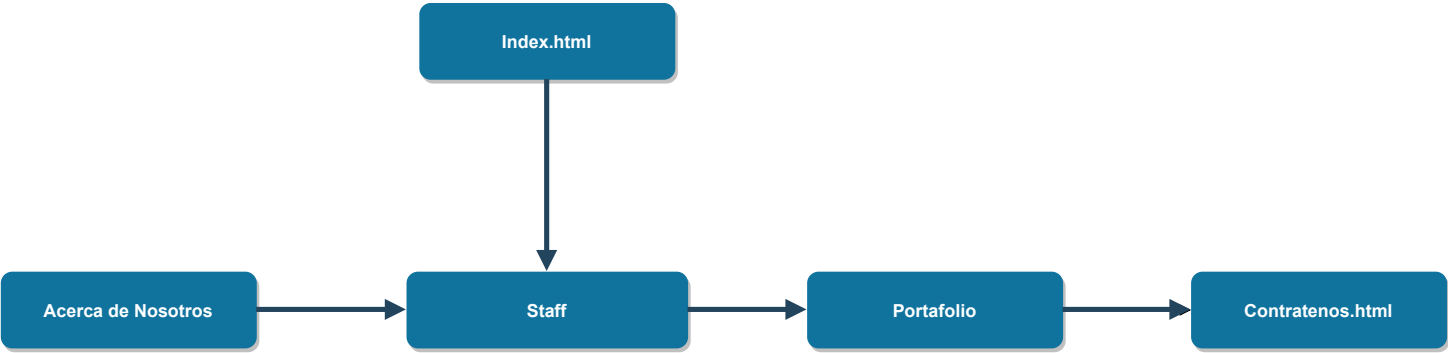 Index.html
Acerca de Nosotros
Staff
Portafolio
Contratenos.html